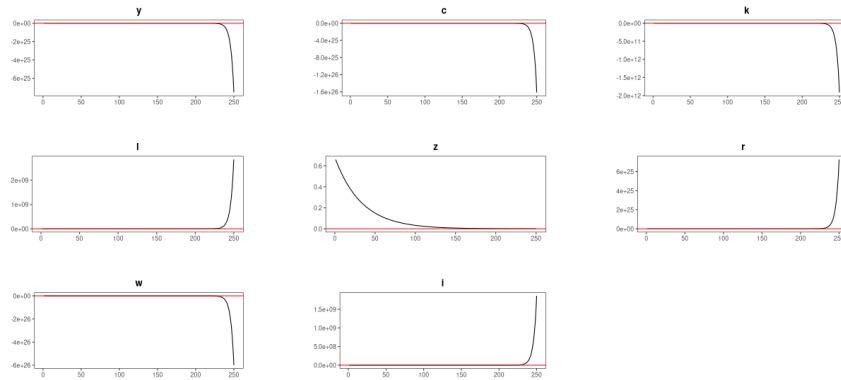 y
0e+00
-2e+25
-4e+25
-6e+25
0 50 100 150 200 250
c
0.0e+00
-4.0e+25
-8.0e+25
-1.2e+26
-1.6e+26
0 50 100 150 200 250
k
0.0e+00
-5.0e+11
-1.0e+12
-1.5e+12
-2.0e+12
0 50 100 150 200 250
l
2e+09
1e+09
0e+00
0 50 100 150 200 250
z
0.6
0.4
0.2
0.0
0 50 100 150 200 250
r
6e+25
4e+25
2e+25
0e+00
0 50 100 150 200 250
w
0e+00
-2e+26
-4e+26
-6e+26
0 50 100 150 200 250
i
1.5e+09
1.0e+09
5.0e+08
0.0e+00
0 50 100 150 200 250